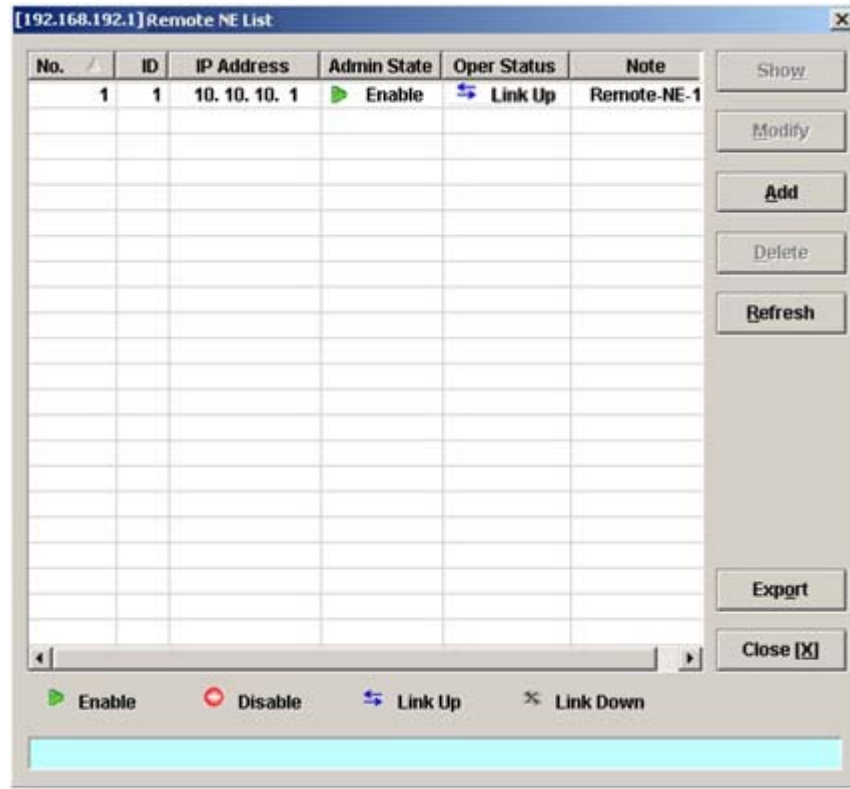 [192.168.192.1] Remote NE List
No. ID IP Address Admin State Oper Status Note
1 1 10. 10. 10. 1 Enable Link Up Remote-NE-1
Show
Modify
Add
Delete
Refresh
Export
Close [X]
Enable Disable Link Up Link Down